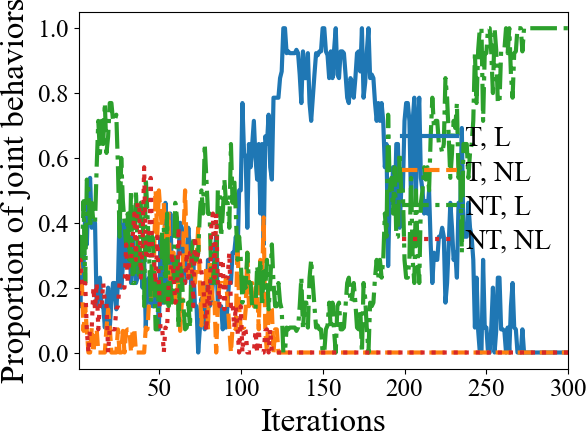 Proportion of joint behaviors
1.0
0.8
0.6
0.4
0.2
0.0
T, L
T, NL
NT, L
NT, NL
50 100 150 200 250 300
Iterations